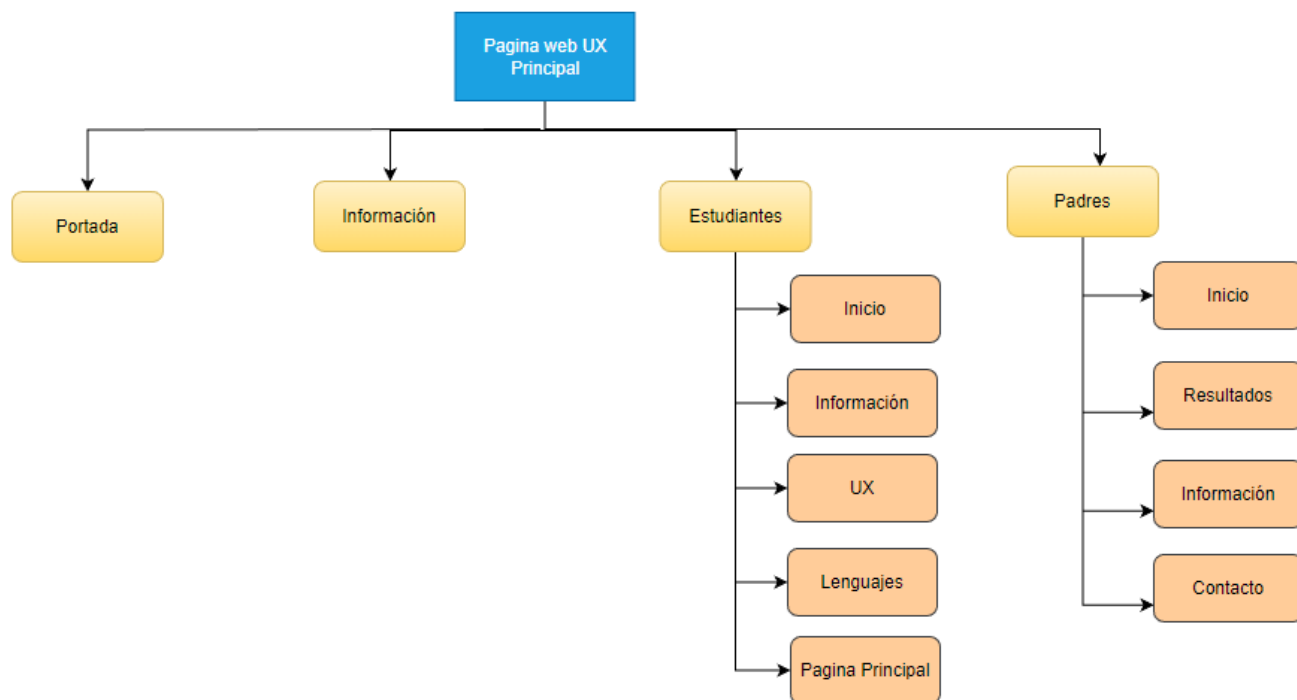 Pagina web UX
Principal
Portada
Información
Estudiantes
Padres
Inicio
Información
UX
Lenguajes
Pagina Principal
Inicio
Resultados
Información
Contacto